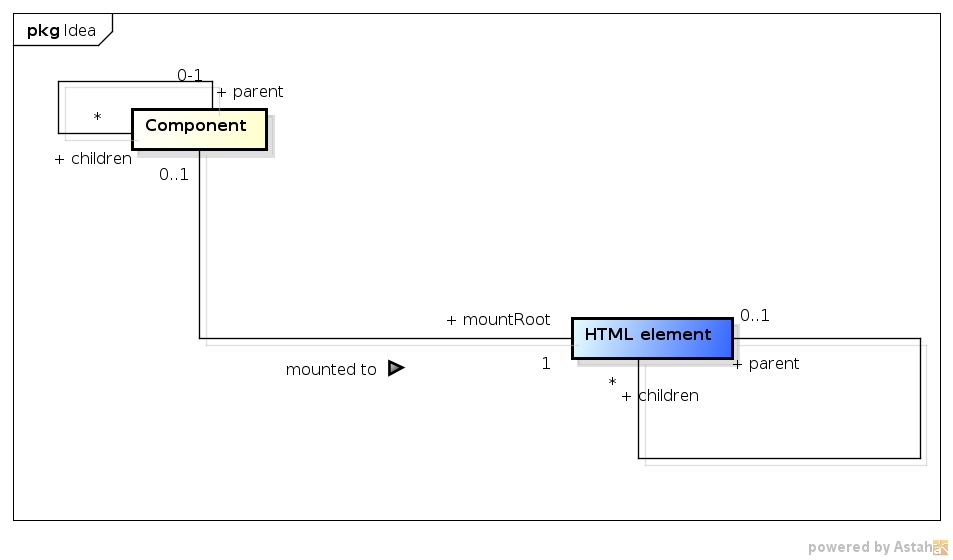 pkg Idea
0-1
+ parent
*
Component
+ children
0..1
+ mountRoot
0..1
HTML element
1
+ parent
mounted to
*
+ children
powered by Astah